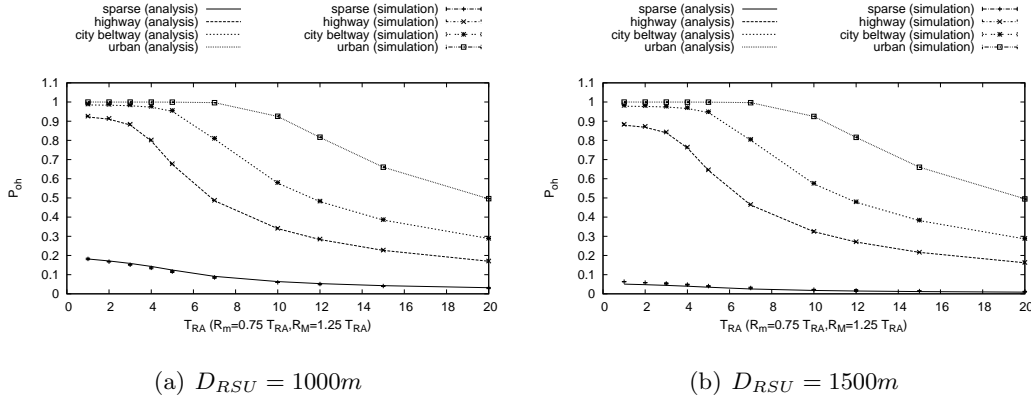 sparse (analysis)
highway (analysis)
city beltway (analysis)
urban (analysis)
sparse (simulation)
highway (simulation)
city beltway (simulation)
urban (simulation)
1.1
1
0.9
0.8
0.7
0.6
0.5
0.4
0.3
0.2
0.1
0
P_oh
0 2 4 6 8 10 12 14 16 18 20
T_RA (R_m=0.75 T_RA,R_M=1.25 T_RA)
(a) D_RSU = 1000m
sparse (analysis)
highway (analysis)
city beltway (analysis)
urban (analysis)
sparse (simulation)
highway (simulation)
city beltway (simulation)
urban (simulation)
1.1
1
0.9
0.8
0.7
0.6
0.5
0.4
0.3
0.2
0.1
0
P_oh
0 2 4 6 8 10 12 14 16 18 20
T_RA (R_m=0.75 T_RA,R_M=1.25 T_RA)
(b) D_RSU = 1500m